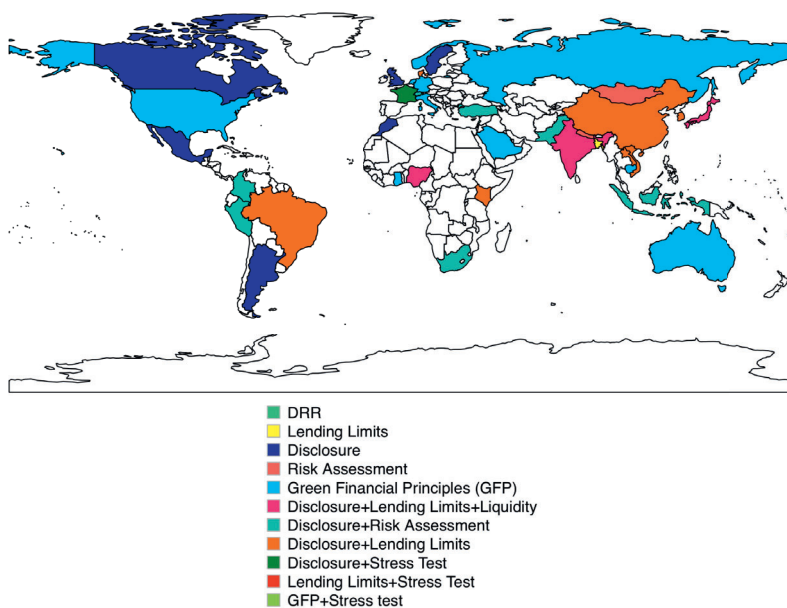 DRR
Lending Limits
Disclosure
Risk Assessment
Green Financial Principles (GFP)
Disclosure+Lending Limits+Liquidity
Disclosure+Risk Assessment
Disclosure+Lending Limits
Disclosure+Stress Test
Lending Limits+Stress Test
GFP+Stress test